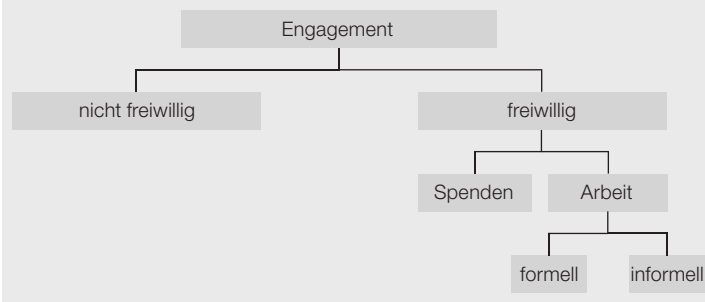 Engagement
nicht freiwillig
freiwillig
Spenden
Arbeit
formell
informell